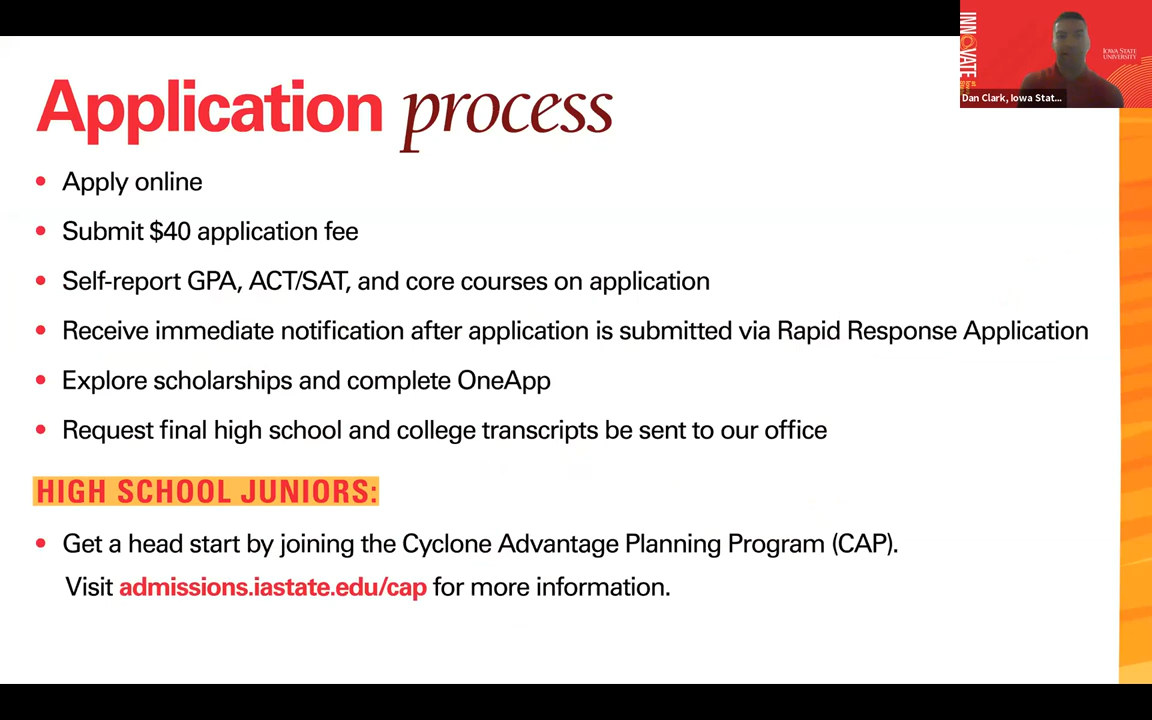 INNOVATE
IOWA STATE
UNIVERSITY
Dan Clark, Iowa Stat...
Application process
• Apply online
• Submit $40 application fee
• Self-report GPA, ACT/SAT, and core courses on application
• Receive immediate notification after application is submitted via Rapid Response Application
• Explore scholarships and complete OneApp
• Request final high school and college transcripts be sent to our office
HIGH SCHOOL JUNIORS:
• Get a head start by joining the Cyclone Advantage Planning Program (CAP).
Visit admissions.iastate.edu/cap for more information.